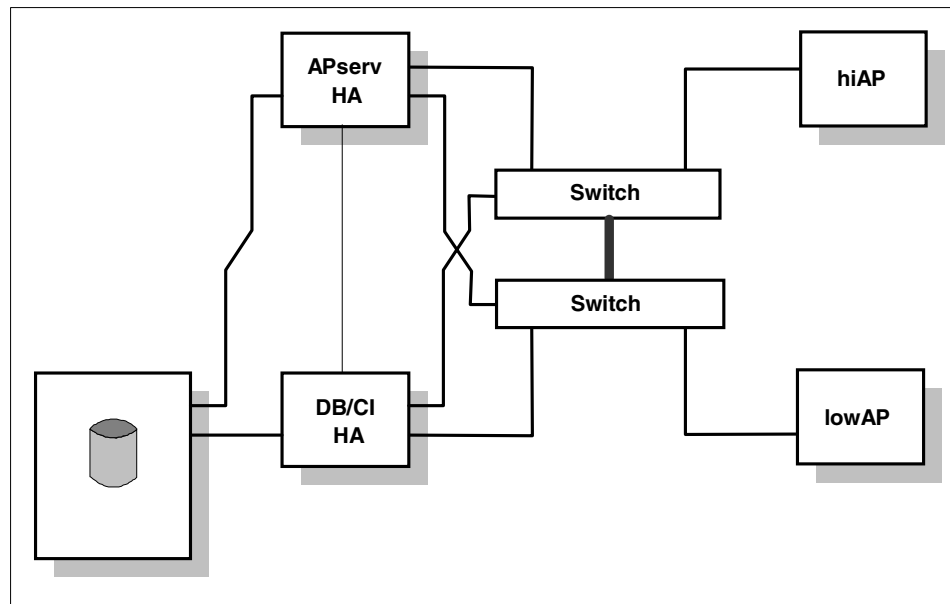 APserv
HA
hiAP
Switch
Switch
DB/CI
HA
lowAP